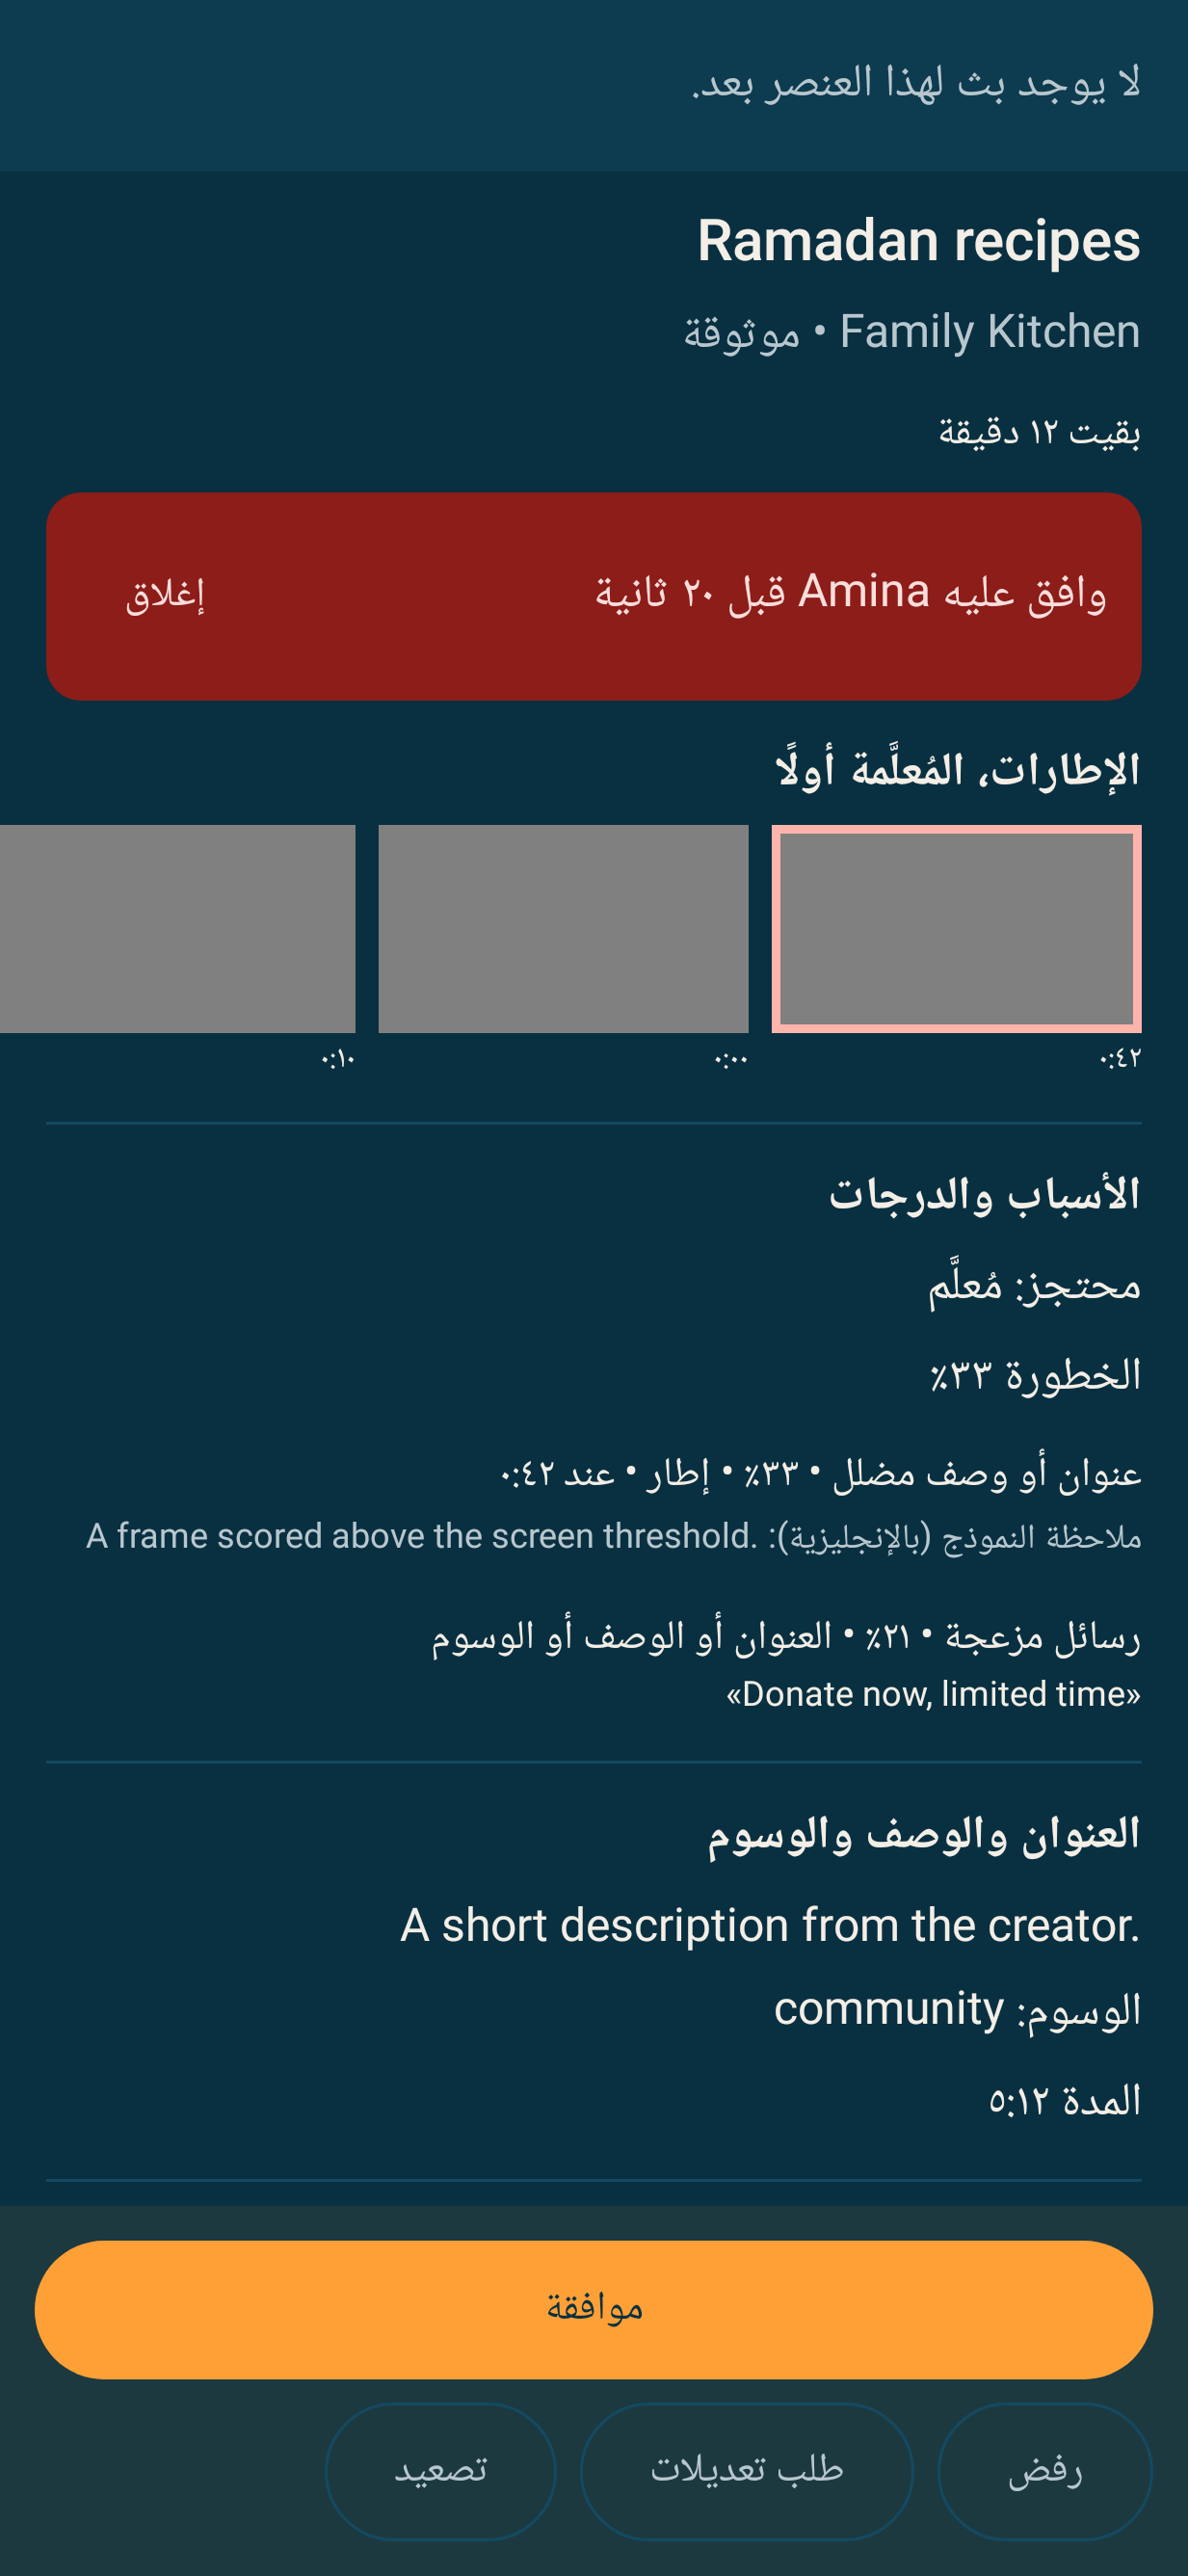 لا يوجد بث لهذا العنصر بعد.
Ramadan recipes
Family Kitchen • موثوقة
بقيت ١٢ دقيقة
وافق عليه Amina قبل ٢٠ ثانية
إغلاق
الإطارات، المُعلَّمة أولًا
٠:٤٢
٠:٠٠
٠:١٠
الأسباب والدرجات
محتجز: مُعلَّم
الخطورة ٣٣٪
عنوان أو وصف مضلل • ٣٣٪ • إطار • عند ٠:٤٢
ملاحظة النموذج (بالإنجليزية): A frame scored above the screen threshold.
رسائل مزعجة • ٢١٪ • العنوان أو الوصف أو الوسوم
«Donate now, limited time»
العنوان والوصف والوسوم
A short description from the creator.
الوسوم: community
المدة ٥:١٢
موافقة
رفض
طلب تعديلات
تصعيد